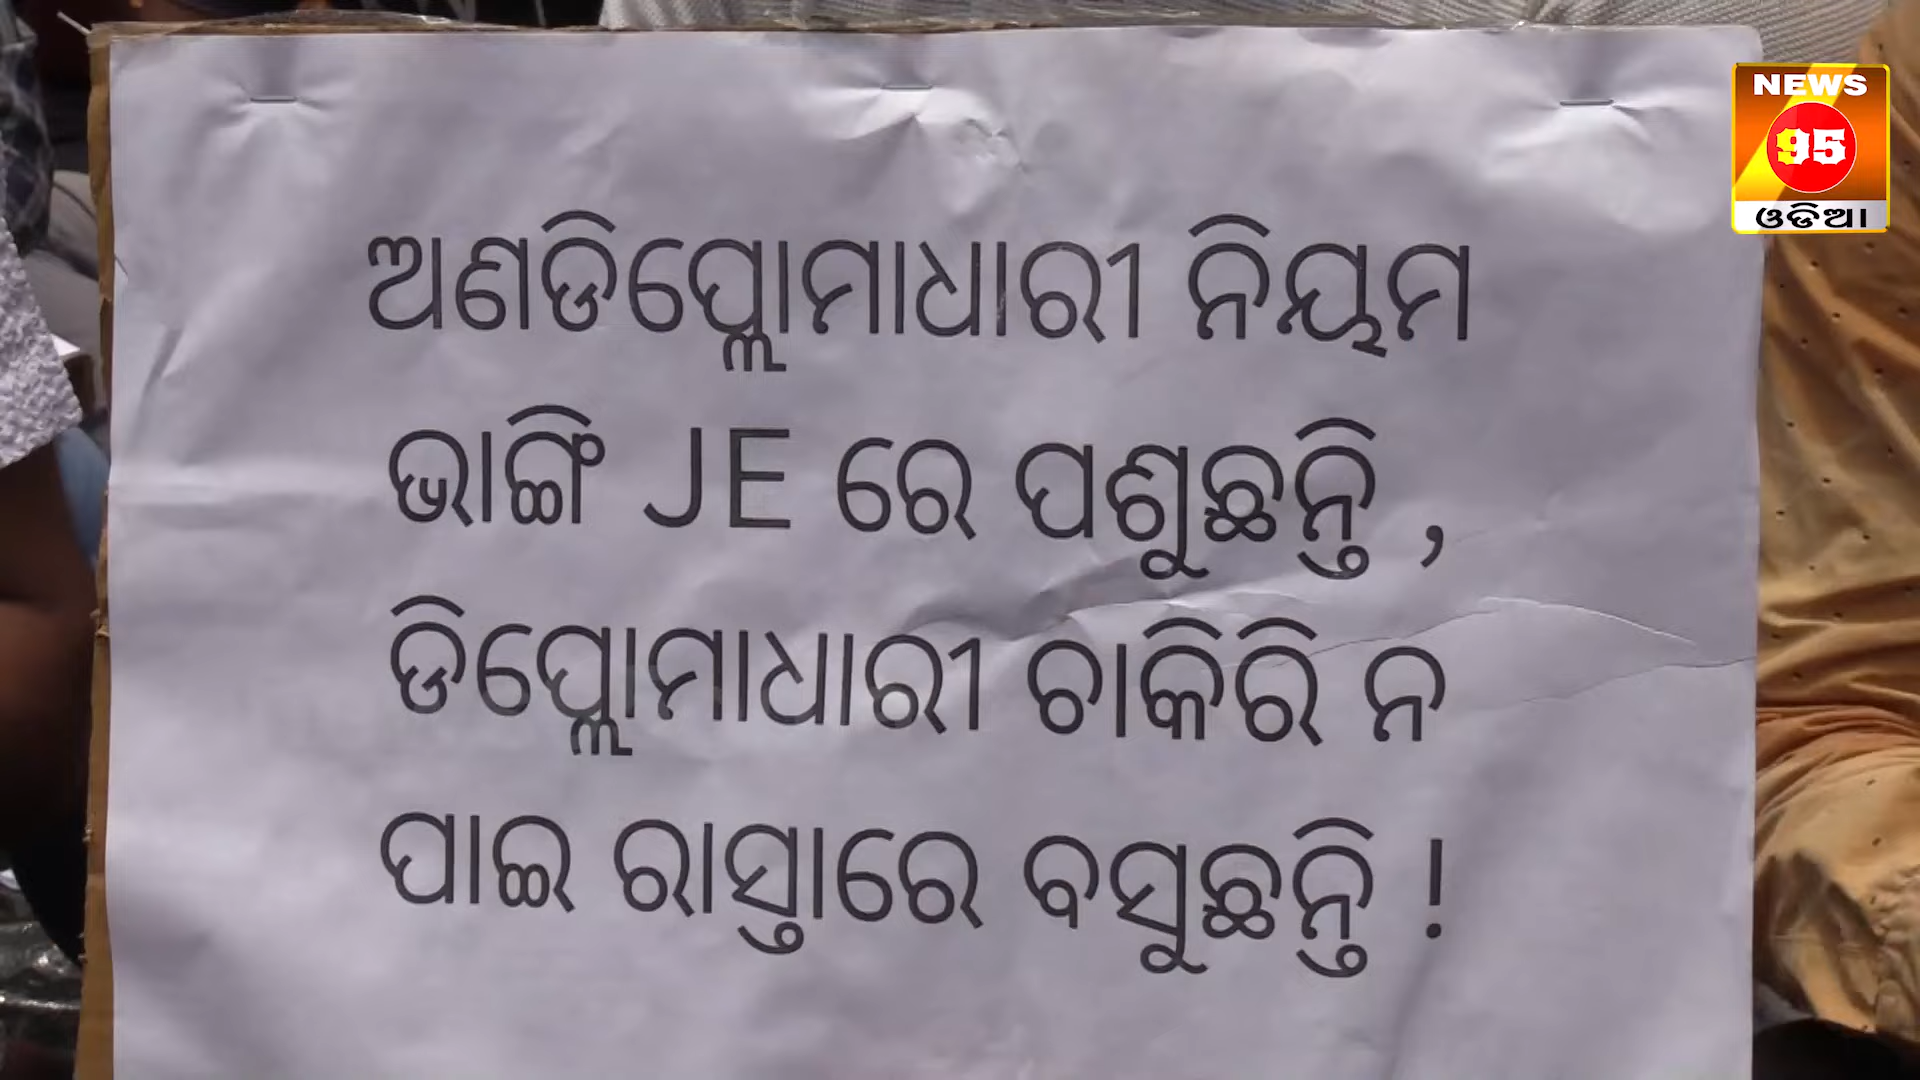 NEWS
95
ଓଡିଆ
ଅଣଡିପ୍ଲୋମାଧାରୀ ନିୟମ
ଭାଙ୍ଗି JE ରେ ପଶୁଛନ୍ତି ,
ଡିପ୍ଲୋମାଧାରୀ ଚାକିରି ନ
ପାଇ ରାସ୍ତାରେ ବସୁଛନ୍ତି !